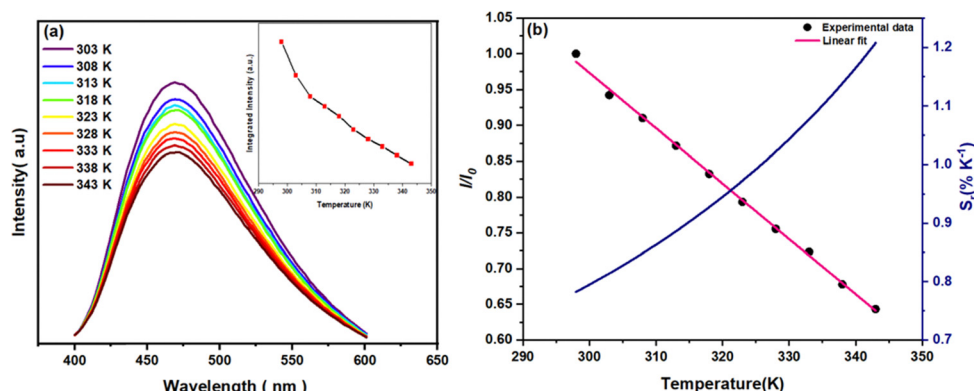 (a)
303 K
308 K
313 K
318 K
323 K
328 K
333 K
338 K
343 K
Intensity( a.u )
400 450 500 550 600 650
Wavelength ( nm )
Integrated Intensity (a.u.)
290 300 310 320 330 340 350
Temperature (K)
(b)
Experimental data
Linear fit
I/I0
1.00
0.95
0.90
0.85
0.80
0.75
0.70
0.65
0.60
290 300 310 320 330 340 350
Temperature(K)
1.2
1.1
1.0
0.9
0.8
0.7
Sr(% K-1)